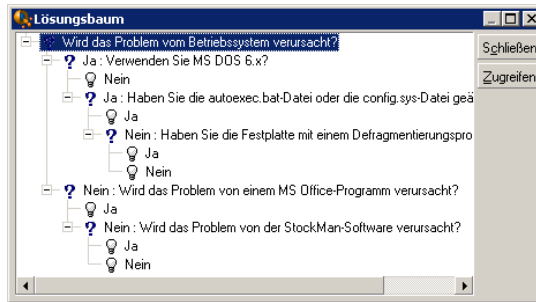 Lösungsbaum
Wird das Problem vom Betriebssystem verursacht?
Ja : Verwenden Sie MS DOS 6.x?
Nein
Ja : Haben Sie die autoexec.bat-Datei oder die config.sys-Datei geä
Ja
Nein : Haben Sie die Festplatte mit einem Defragmentierungspro
Ja
Nein
Nein : Wird das Problem von einem MS Office-Programm verursacht?
Ja
Nein : Wird das Problem von der StockMan-Software verursacht?
Ja
Nein
Schließen
Zugreifen